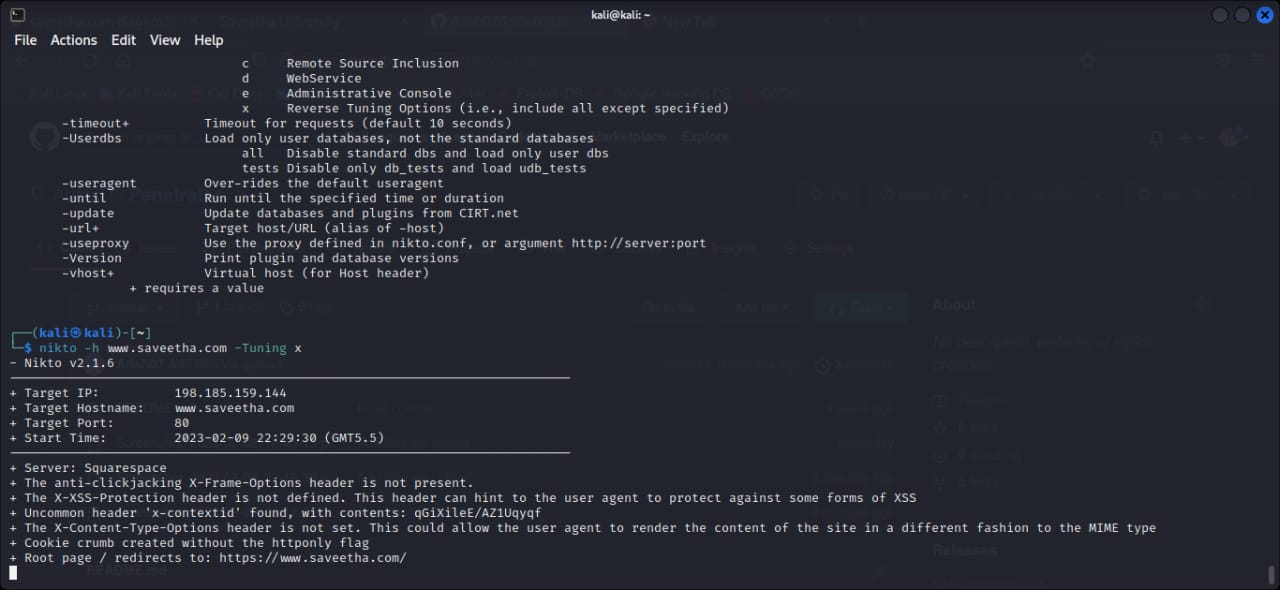 kali@kali: ~
File Actions Edit View Help
c Remote Source Inclusion
d WebService
e Administrative Console
x Reverse Tuning Options (i.e., include all except specified)
-timeout+ Timeout for requests (default 10 seconds)
-Userdbs Load only user databases, not the standard databases
all Disable standard dbs and load only user dbs
tests Disable only db_tests and load udb_tests
-useragent Over-rides the default useragent
-until Run until the specified time or duration
-update Update databases and plugins from CIRT.net
-url+ Target host/URL (alias of -host)
-useproxy Use the proxy defined in nikto.conf, or argument http://server:port
-Version Print plugin and database versions
-vhost+ Virtual host (for Host header)
+ requires a value
(kali㉿kali)-[~]
$ nikto -h www.saveetha.com -Tuning x
- Nikto v2.1.6
+ Target IP: 198.185.159.144
+ Target Hostname: www.saveetha.com
+ Target Port: 80
+ Start Time: 2023-02-09 22:29:30 (GMT5.5)
+ Server: Squarespace
+ The anti-clickjacking X-Frame-Options header is not present.
+ The X-XSS-Protection header is not defined. This header can hint to the user agent to protect against some forms of XSS
+ Uncommon header 'x-contextid' found, with contents: qGiXileE/AZ1Uqyqf
+ The X-Content-Type-Options header is not set. This could allow the user agent to render the content of the site in a different fashion to the MIME type
+ Cookie crumb created without the httponly flag
+ Root page / redirects to: https://www.saveetha.com/